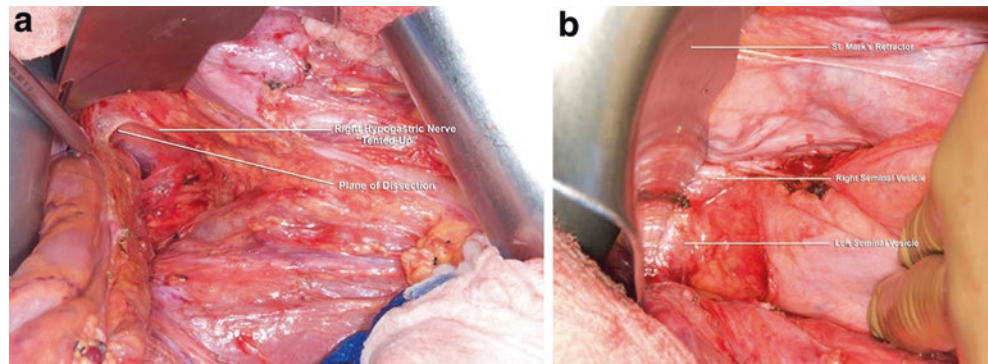 a
Right Hypogastric Nerve
Tented-Up
Plane of Dissection
b
St. Mark's Retractor
Right Seminal Vesicle
Left Seminal Vesicle